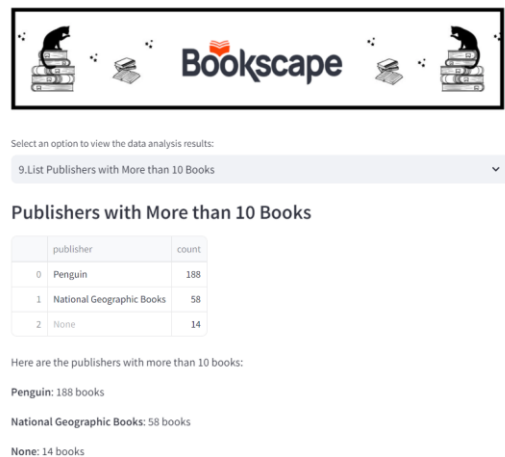 Bookscape
Select an option to view the data analysis results:
9.List Publishers with More than 10 Books
Publishers with More than 10 Books
publisher count
0 Penguin 188
1 National Geographic Books 58
2 None 14
Here are the publishers with more than 10 books:
Penguin: 188 books
National Geographic Books: 58 books
None: 14 books